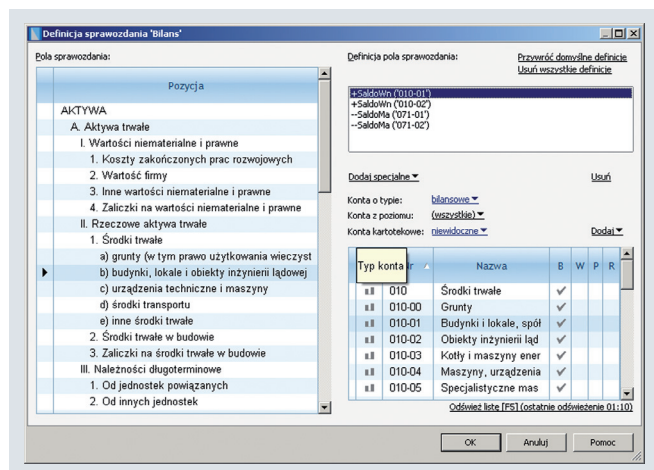 Definicja sprawozdania 'Bilans'
Pola sprawozdania:
Pozycja
AKTYWA
A. Aktywa trwałe
I. Wartości niematerialne i prawne
1. Koszty zakończonych prac rozwojowych
2. Wartość firmy
3. Inne wartości niematerialne i prawne
4. Zaliczki na wartości niematerialne i prawne
II. Rzeczowe aktywa trwałe
1. Środki trwałe
a) grunty (w tym prawo użytkowania wieczyst
b) budynki, lokale i obiekty inżynierii lądowej
c) urządzenia techniczne i maszyny
d) środki transportu
e) inne środki trwałe
2. Środki trwałe w budowie
3. Zaliczki na środki trwałe w budowie
III. Należności długoterminowe
1. Od jednostek powiązanych
2. Od innych jednostek
Definicja pola sprawozdania:
Przywróć domyślne definicje
Usuń wszystkie definicje
+SaldoWn ('010-01')
+SaldoWn ('010-02')
--SaldoMa ('071-01')
--SaldoMa ('071-02')
Dodaj specjalne Usuń
Konta o typie: bilansowe
Konta z poziomu: (wszystkie)
Konta kartotekowe: niewidoczne Dodaj
Typ konta r Nazwa B W P R
010 Środki trwałe
010-00 Grunty
010-01 Budynki i lokale, spół
010-02 Obiekty inżynierii ląd
010-03 Kotły i maszyny ener
010-04 Maszyny, urządzenia
010-05 Specjalistyczne mas
Odśwież listę [F5] (ostatnie odświeżenie 01:10)
OK Anuluj Pomoc